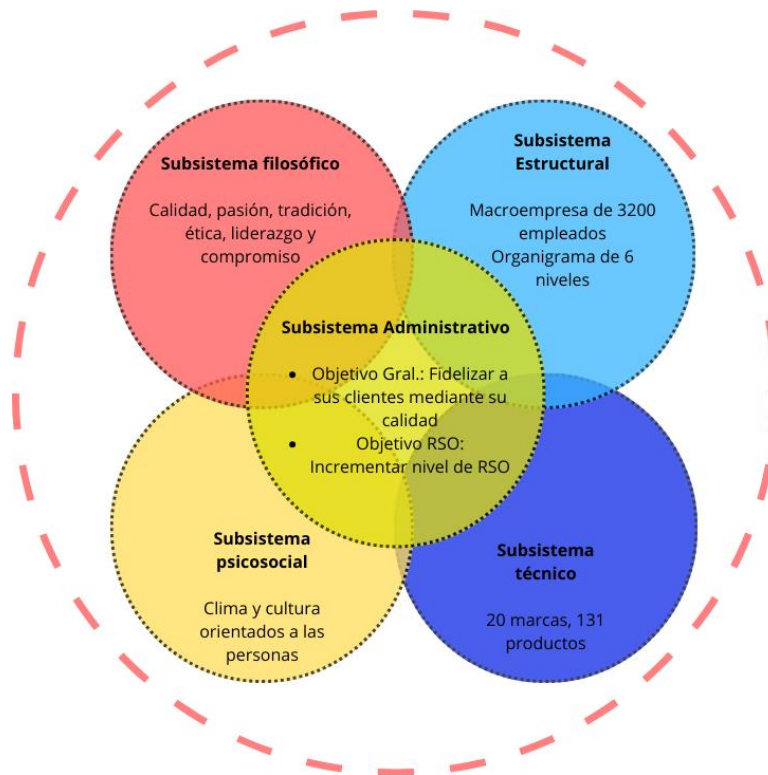 Subsistema filosófico
Calidad, pasión, tradición,
ética, liderazgo y
compromiso
Subsistema
Estructural
Macroempresa de 3200
empleados
Organigrama de 6
niveles
Subsistema Administrativo
• Objetivo Gral.: Fidelizar a
sus clientes mediante su
calidad
• Objetivo RSO:
Incrementar nivel de RSO
Subsistema
psicosocial
Clima y cultura
orientados a las
personas
Subsistema
técnico
20 marcas, 131
productos